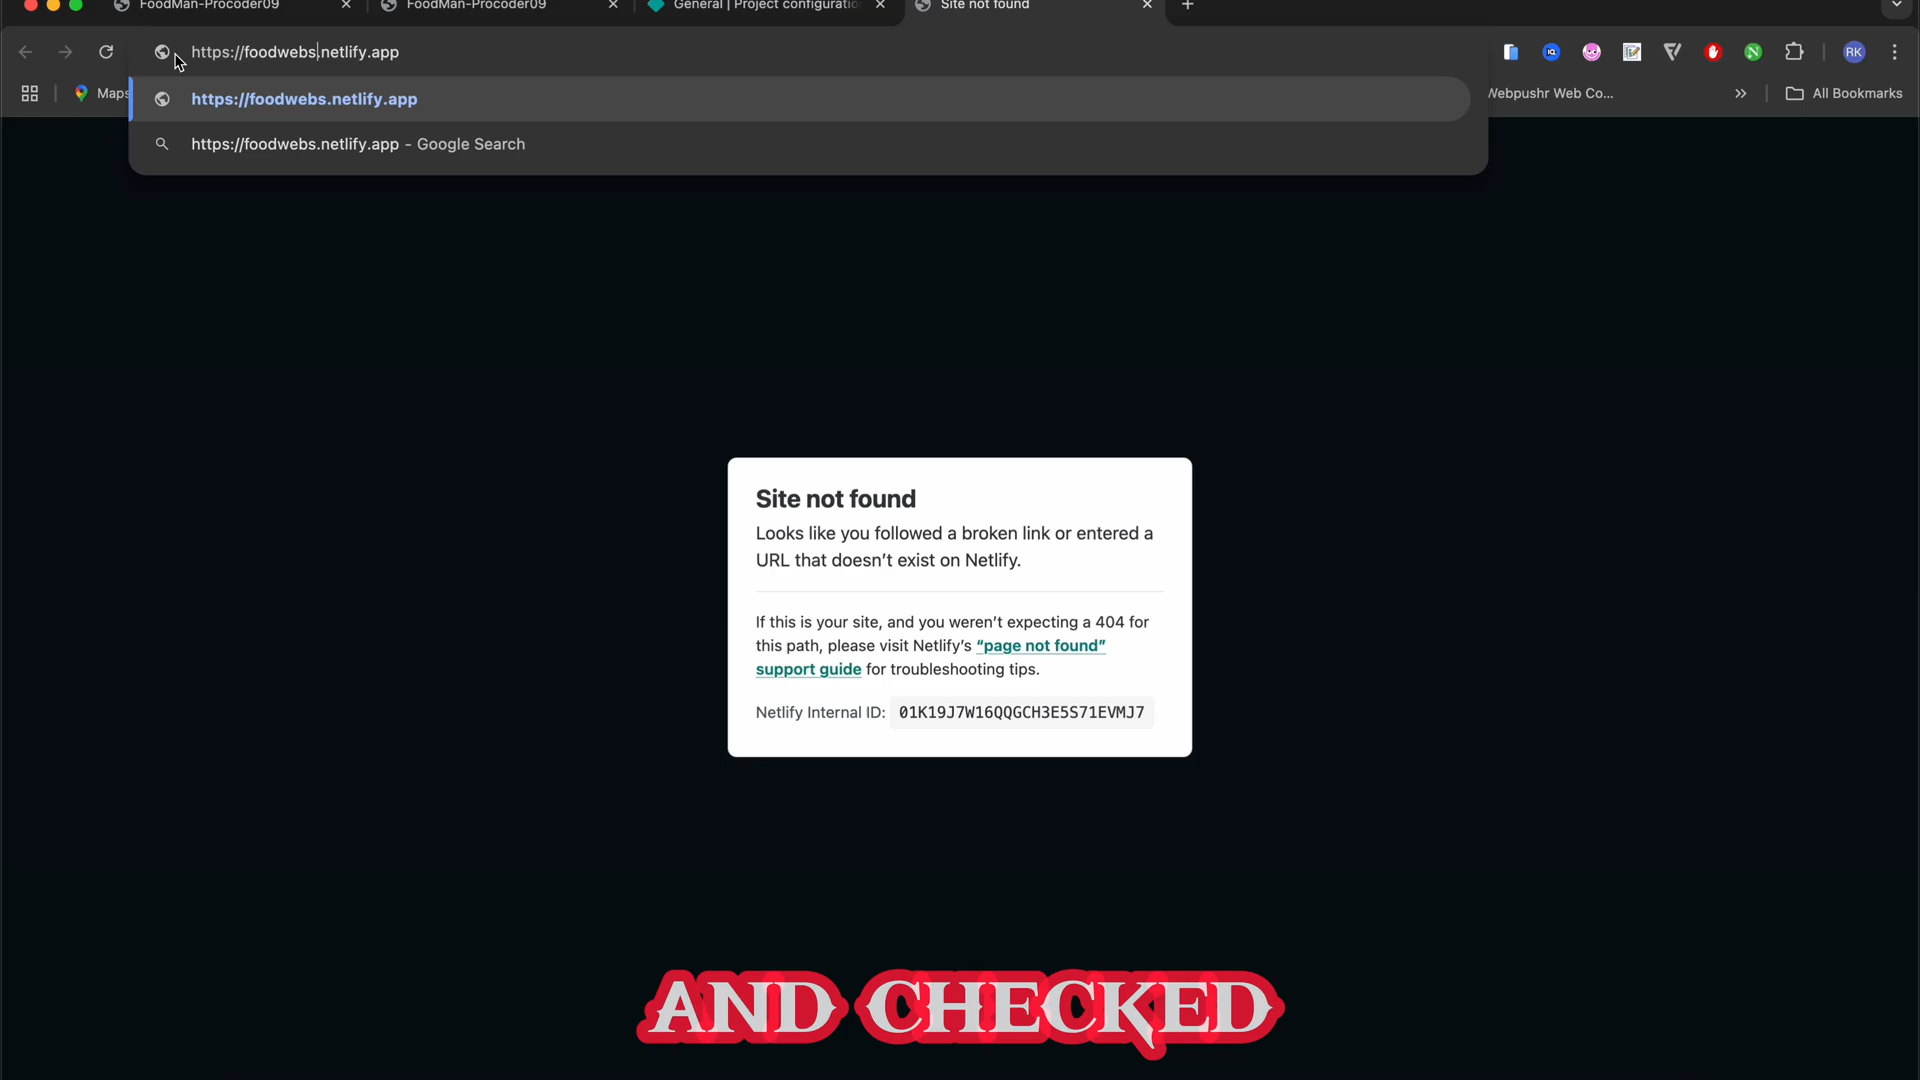 FoodMan-Procoder09
FoodMan-Procoder09
General | Project configuratio
Site not found
https://foodwebs.netlify.app
RK
Maps
https://foodwebs.netlify.app
Webpushr Web Co...
All Bookmarks
https://foodwebs.netlify.app - Google Search
Site not found
Looks like you followed a broken link or entered a
URL that doesn’t exist on Netlify.
If this is your site, and you weren’t expecting a 404 for
this path, please visit Netlify’s “page not found”
support guide for troubleshooting tips.
Netlify Internal ID: 01K19J7W16QQGCH3E5S71EVMJ7
AND CHECKED